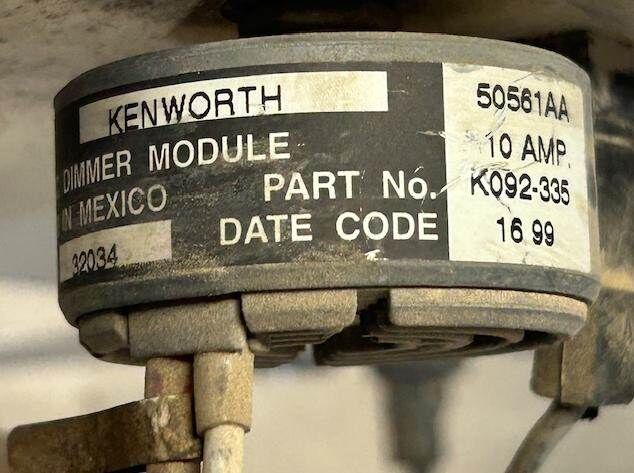 KENWORTH
DIMMER MODULE
IN MEXICO
32034
PART No.
DATE CODE
50561AA
10 AMP.
K092-335
16 99